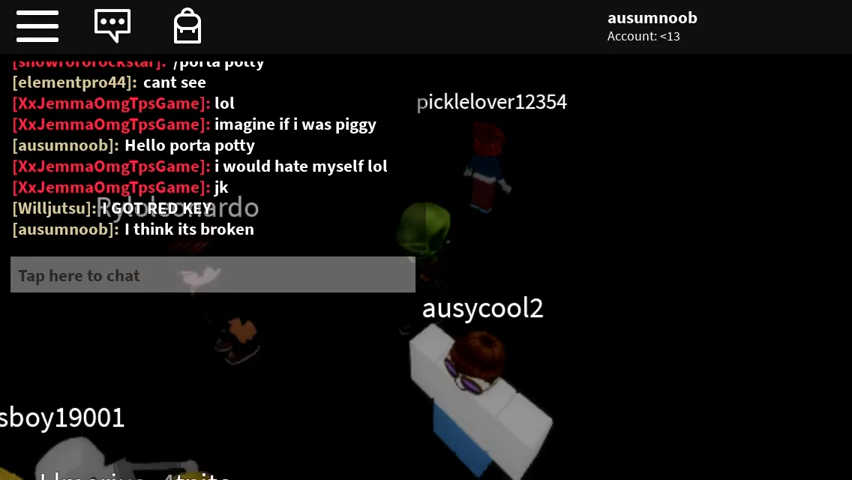 ausumnoob
Account: <13
[snowrororockstar]: /porta potty
[elementpro44]: cant see
[XxJemmaOmgTpsGame]: lol
[XxJemmaOmgTpsGame]: imagine if i was piggy
[ausumnoob]: Hello porta potty
[XxJemmaOmgTpsGame]: i would hate myself lol
[XxJemmaOmgTpsGame]: jk
[Willjutsu]: I GOT RED KEY
[ausumnoob]: I think its broken
Tap here to chat
picklelover12354
ausycool2
sboy19001